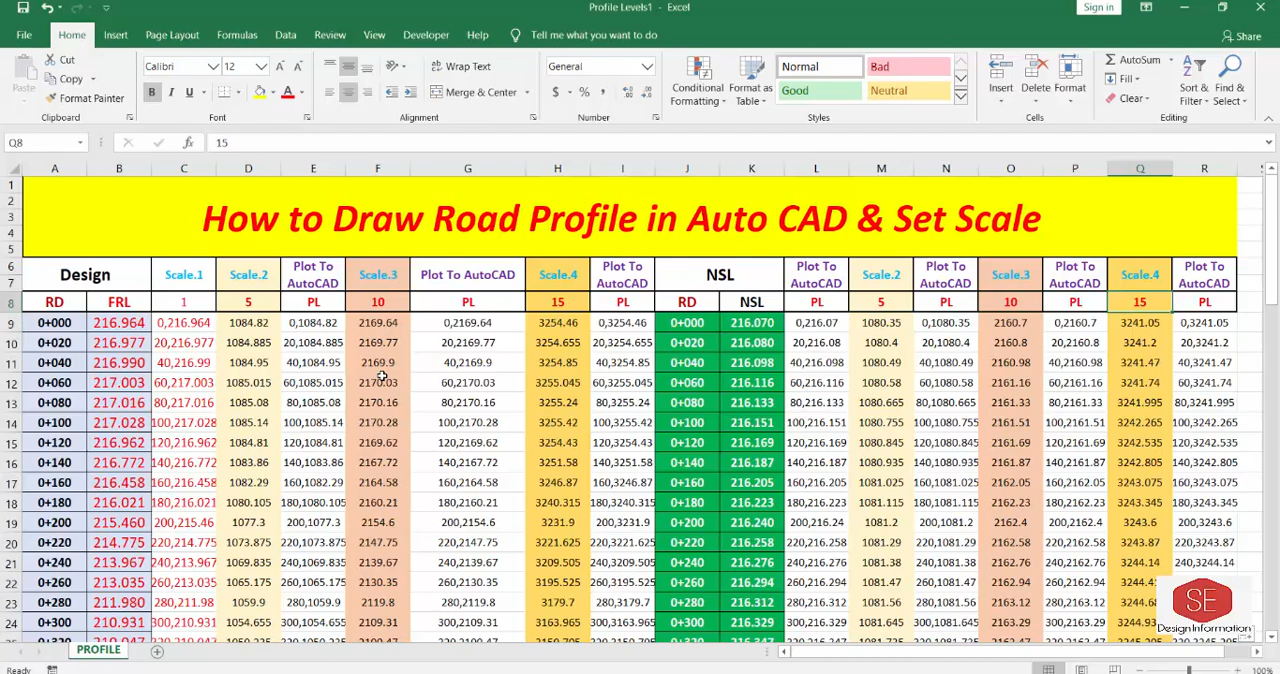 Profile Levels1 - Excel
Sign in
File Home Insert Page Layout Formulas Data Review View Developer Help Tell me what you want to do Share
Cut
Copy
Format Painter
Paste
Clipboard
Calibri 12
B I U
Font
Wrap Text
Merge & Center
Alignment
General
$ % ,
Number
Conditional Formatting
Format as Table
Normal Bad
Good Neutral
Styles
Insert Delete Format
Cells
AutoSum
Fill
Clear
Sort & Filter
Find & Select
Editing
Q8 fx 15
A B C D E F G H I J K L M N O P Q R
1
2
3
4
5
How to Draw Road Profile in Auto CAD & Set Scale
6
7
Design Scale.1 Scale.2 Plot To AutoCAD Scale.3 Plot To AutoCAD Scale.4 Plot To AutoCAD NSL Plot To AutoCAD Scale.2 Plot To AutoCAD Scale.3 Plot To AutoCAD Scale.4 Plot To AutoCAD
8 RD FRL 1 5 PL 10 PL 15 PL RD NSL PL 5 PL 10 PL 15 PL
9 0+000 216.964 0,216.964 1084.82 0,1084.82 2169.64 0,2169.64 3254.46 0,3254.46 0+000 216.070 0,216.07 1080.35 0,1080.35 2160.7 0,2160.7 3241.05 0,3241.05
10 0+020 216.977 20,216.977 1084.885 20,1084.885 2169.77 20,2169.77 3254.655 20,3254.655 0+020 216.080 20,216.08 1080.4 20,1080.4 2160.8 20,2160.8 3241.2 20,3241.2
11 0+040 216.990 40,216.99 1084.95 40,1084.95 2169.9 40,2169.9 3254.85 40,3254.85 0+040 216.098 40,216.098 1080.49 40,1080.49 2160.98 40,2160.98 3241.47 40,3241.47
12 0+060 217.003 60,217.003 1085.015 60,1085.015 2170.03 60,2170.03 3255.045 60,3255.045 0+060 216.116 60,216.116 1080.58 60,1080.58 2161.16 60,2161.16 3241.74 60,3241.74
13 0+080 217.016 80,217.016 1085.08 80,1085.08 2170.16 80,2170.16 3255.24 80,3255.24 0+080 216.133 80,216.133 1080.665 80,1080.665 2161.33 80,2161.33 3241.995 80,3241.995
14 0+100 217.028 100,217.028 1085.14 100,1085.14 2170.28 100,2170.28 3255.42 100,3255.42 0+100 216.151 100,216.151 1080.755 100,1080.755 2161.51 100,2161.51 3242.265 100,3242.265
15 0+120 216.962 120,216.962 1084.81 120,1084.81 2169.62 120,2169.62 3254.43 120,3254.43 0+120 216.169 120,216.169 1080.845 120,1080.845 2161.69 120,2161.69 3242.535 120,3242.535
16 0+140 216.772 140,216.772 1083.86 140,1083.86 2167.72 140,2167.72 3251.58 140,3251.58 0+140 216.187 140,216.187 1080.935 140,1080.935 2161.87 140,2161.87 3242.805 140,3242.805
17 0+160 216.458 160,216.458 1082.29 160,1082.29 2164.58 160,2164.58 3246.87 160,3246.87 0+160 216.205 160,216.205 1081.025 160,1081.025 2162.05 160,2162.05 3243.075 160,3243.075
18 0+180 216.021 180,216.021 1080.105 180,1080.105 2160.21 180,2160.21 3240.315 180,3240.315 0+180 216.223 180,216.223 1081.115 180,1081.115 2162.23 180,2162.23 3243.345 180,3243.345
19 0+200 215.460 200,215.46 1077.3 200,1077.3 2154.6 200,2154.6 3231.9 200,3231.9 0+200 216.240 200,216.24 1081.2 200,1081.2 2162.4 200,2162.4 3243.6 200,3243.6
20 0+220 214.775 220,214.775 1073.875 220,1073.875 2147.75 220,2147.75 3221.625 220,3221.625 0+220 216.258 220,216.258 1081.29 220,1081.29 2162.58 220,2162.58 3243.87 220,3243.87
21 0+240 213.967 240,213.967 1069.835 240,1069.835 2139.67 240,2139.67 3209.505 240,3209.505 0+240 216.276 240,216.276 1081.38 240,1081.38 2162.76 240,2162.76 3244.14 240,3244.14
22 0+260 213.035 260,213.035 1065.175 260,1065.175 2130.35 260,2130.35 3195.525 260,3195.525 0+260 216.294 260,216.294 1081.47 260,1081.47 2162.94 260,2162.94
23 0+280 211.980 280,211.98 1059.9 280,1059.9 2119.8 280,2119.8 3179.7 280,3179.7 0+280 216.312 280,216.312 1081.56 280,1081.56 2163.12 280,2163.12
24 0+300 210.931 300,210.931 1054.655 300,1054.655 2109.31 300,2109.31 3163.965 300,3163.965 0+300 216.329 300,216.329 1081.645 300,1081.645 2163.29 300,2163.29
SE
DesignInformation
PROFILE
Ready 100%